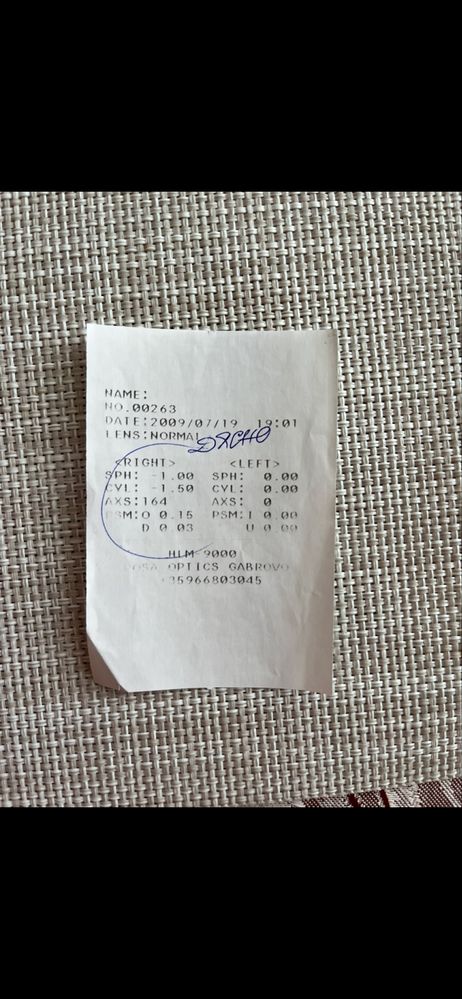 NAME:
NO.00263
DATE:2009/07/19 19:01
LENS:NORMAL ДЯСНО
<RIGHT> <LEFT>
SPH: -1.00 SPH: 0.00
CYL: -1.50 CYL: 0.00
AXS:164 AXS: 0
PSM:O 0.15 PSM:I 0.00
D 0.03 U 0.00
HLM 9000
OPTICS GABROVO
35966803045